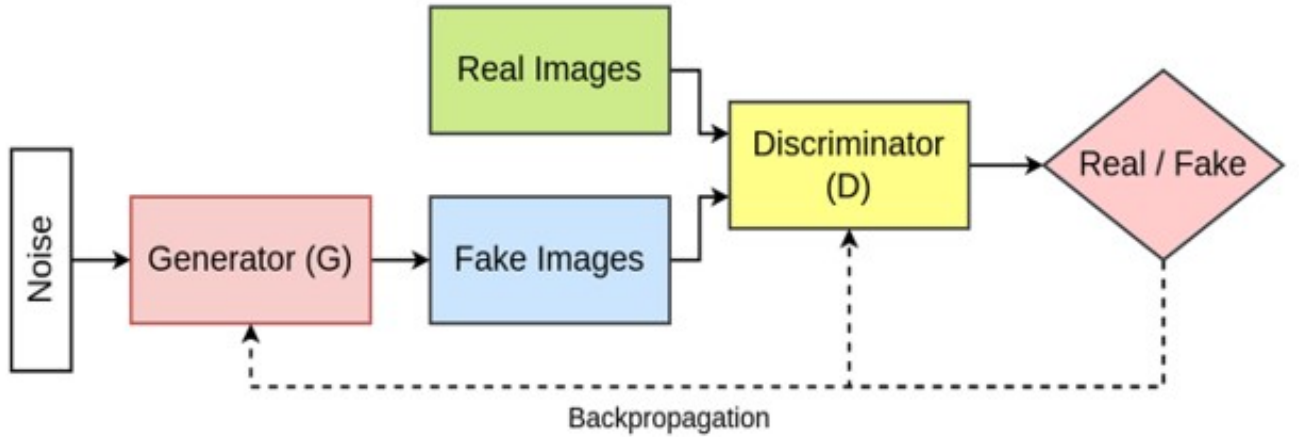 Real Images
Discriminator
(D)
Real / Fake
Noise
Generator (G)
Fake Images
Backpropagation